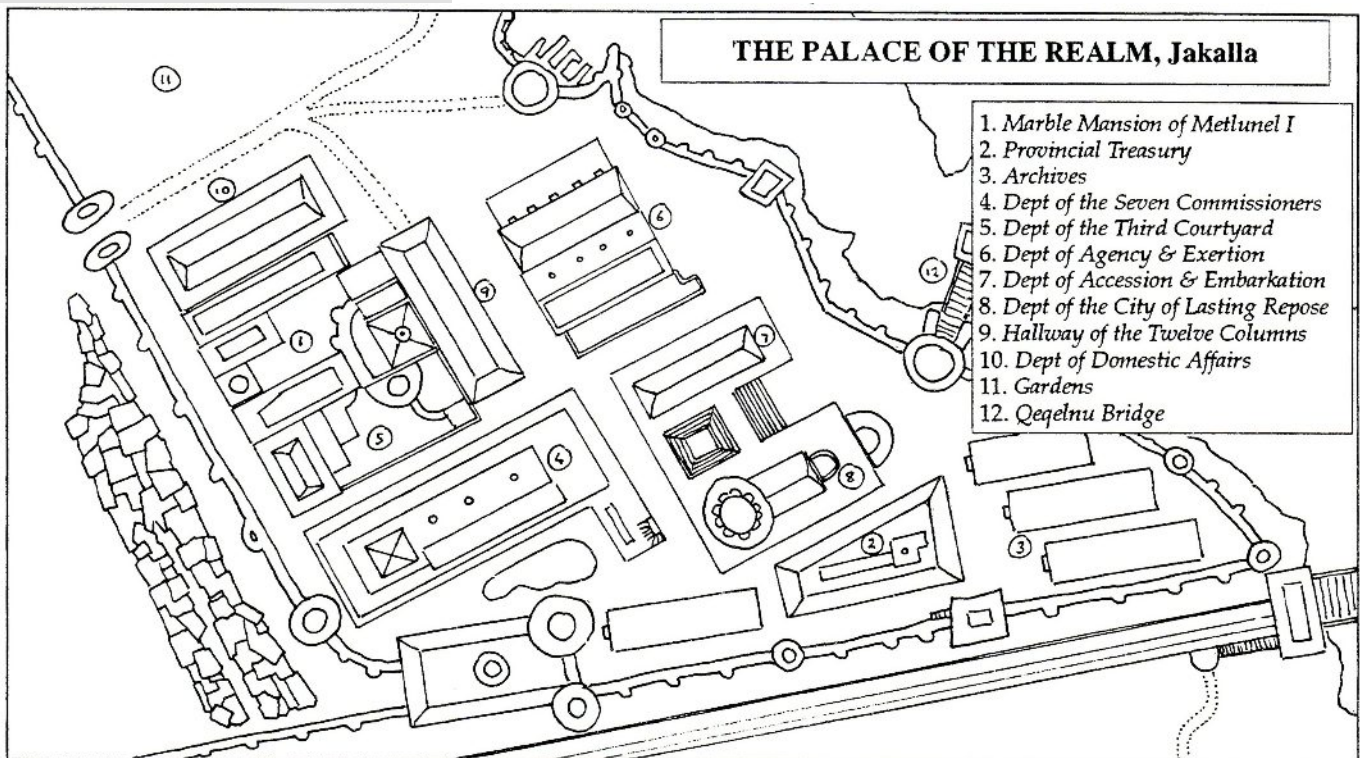 THE PALACE OF THE REALM, Jakalla
1. Marble Mansion of Metlunel I
2. Provincial Treasury
3. Archives
4. Dept of the Seven Commissioners
5. Dept of the Third Courtyard
6. Dept of Agency & Exertion
7. Dept of Accession & Embarkation
8. Dept of the City of Lasting Repose
9. Hallway of the Twelve Columns
10. Dept of Domestic Affairs
11. Gardens
12. Qeqelnu Bridge
11
10
6
12
9
1
7
5
4
8
2
3